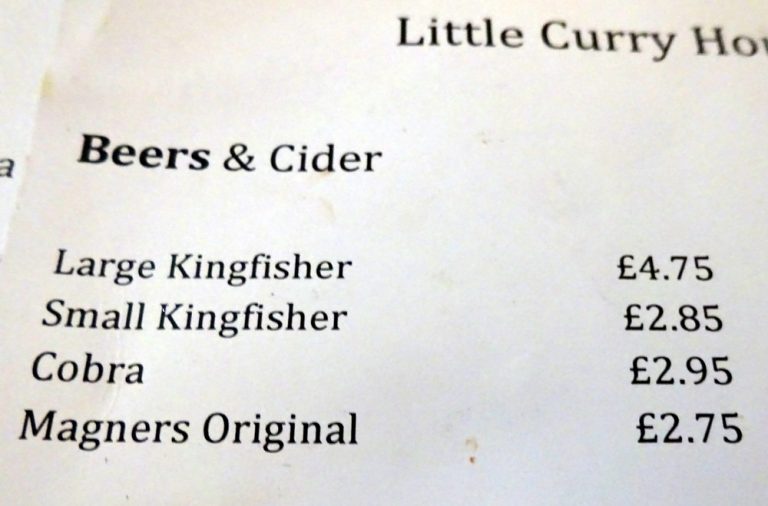 Little Curry
Beers & Cider
Large Kingfisher £4.75
Small Kingfisher £2.85
Cobra £2.95
Magners Original £2.75